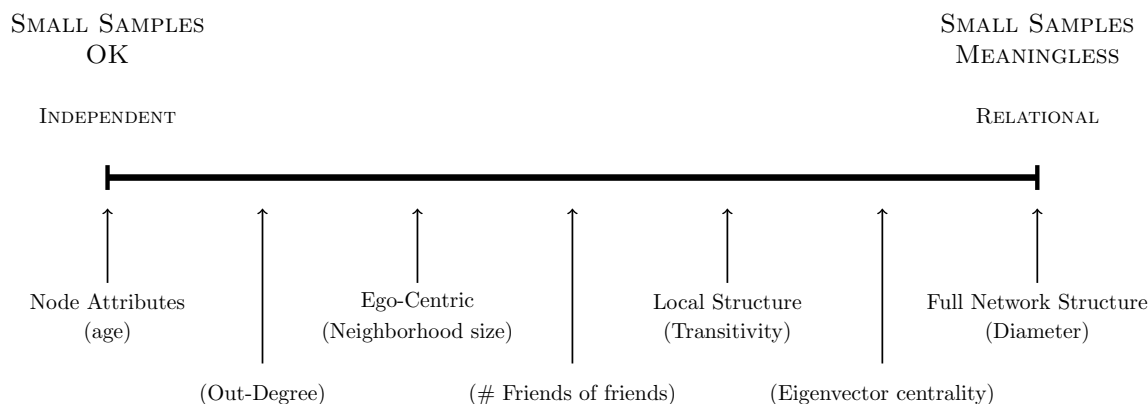 Small Samples
OK
Small Samples
Meaningless
Independent
Relational
Node Attributes
(age)
Ego-Centric
(Neighborhood size)
Local Structure
(Transitivity)
Full Network Structure
(Diameter)
(Out-Degree)
(# Friends of friends)
(Eigenvector centrality)